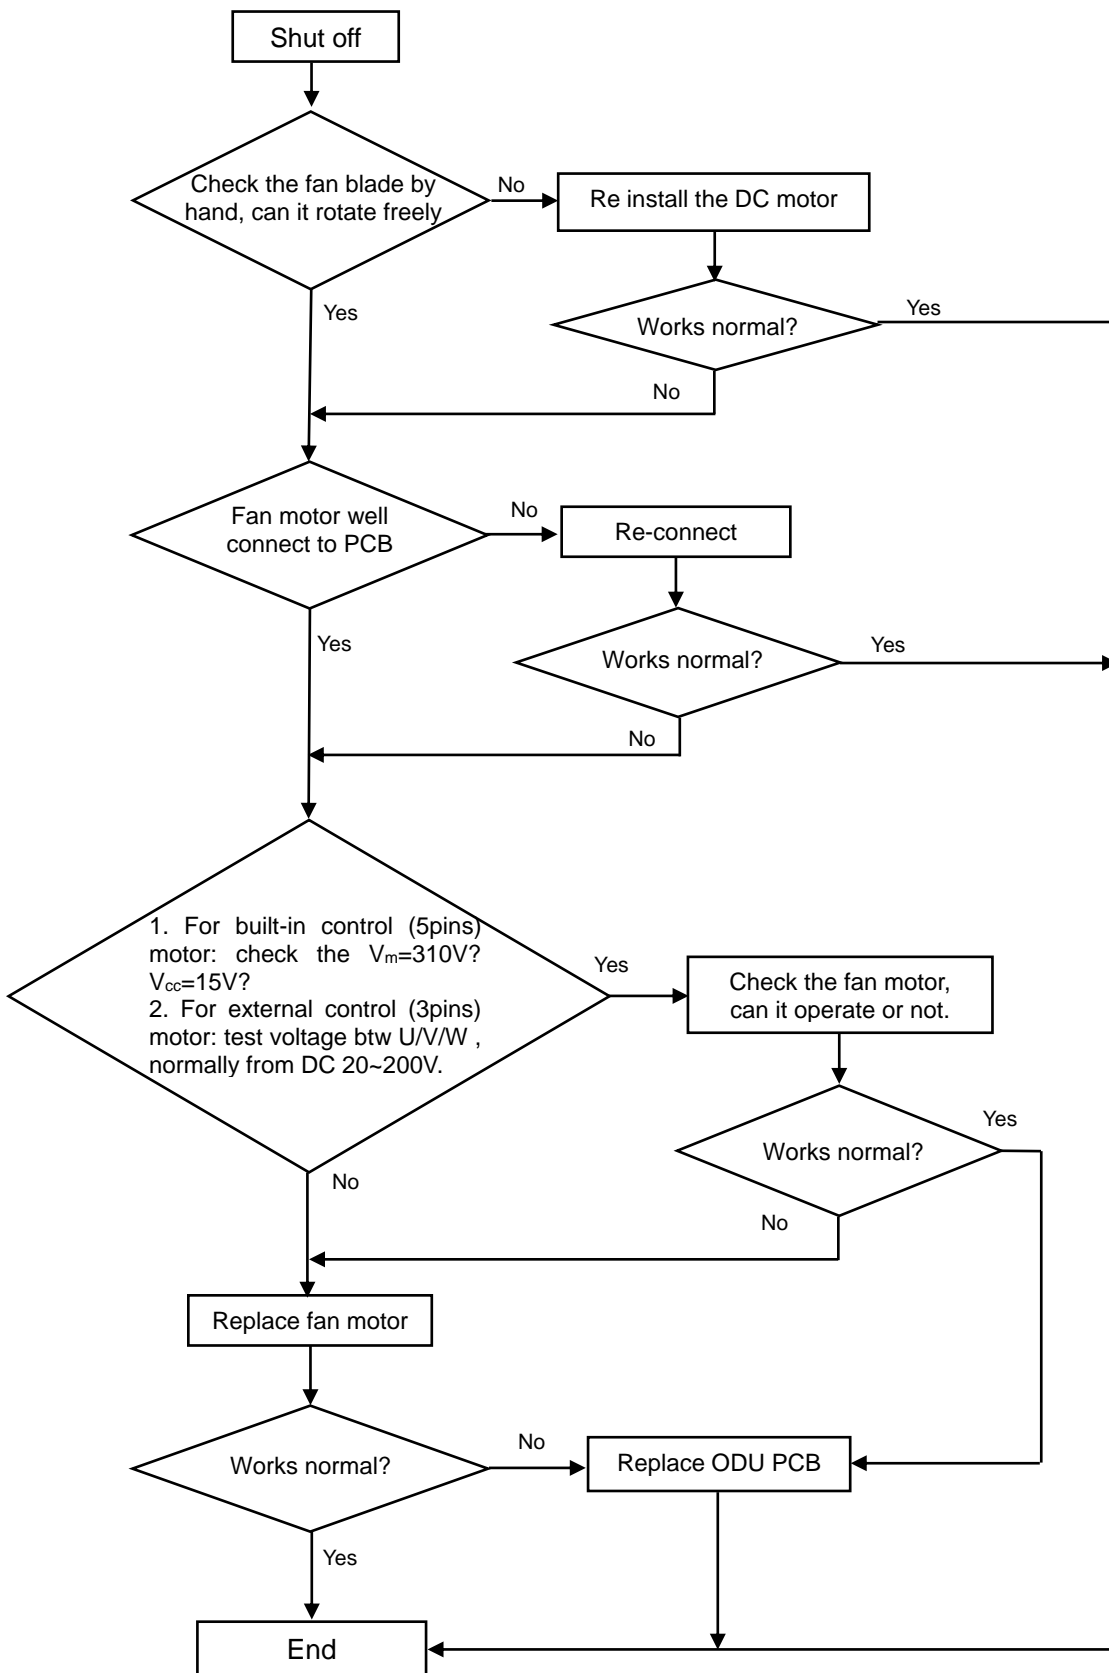 Shut off
Check the fan blade by
hand, can it rotate freely
No
Re install the DC motor
Yes
Works normal?
Yes
No
Fan motor well
connect to PCB
No
Re-connect
Yes
Works normal?
Yes
No
1. For built-in control (5pins)
motor: check the Vm=310V?
Vcc=15V?
2. For external control (3pins)
motor: test voltage btw U/V/W ,
normally from DC 20~200V.
Yes
Check the fan motor,
can it operate or not.
No
Works normal?
Yes
No
Replace fan motor
Works normal?
No
Replace ODU PCB
Yes
End